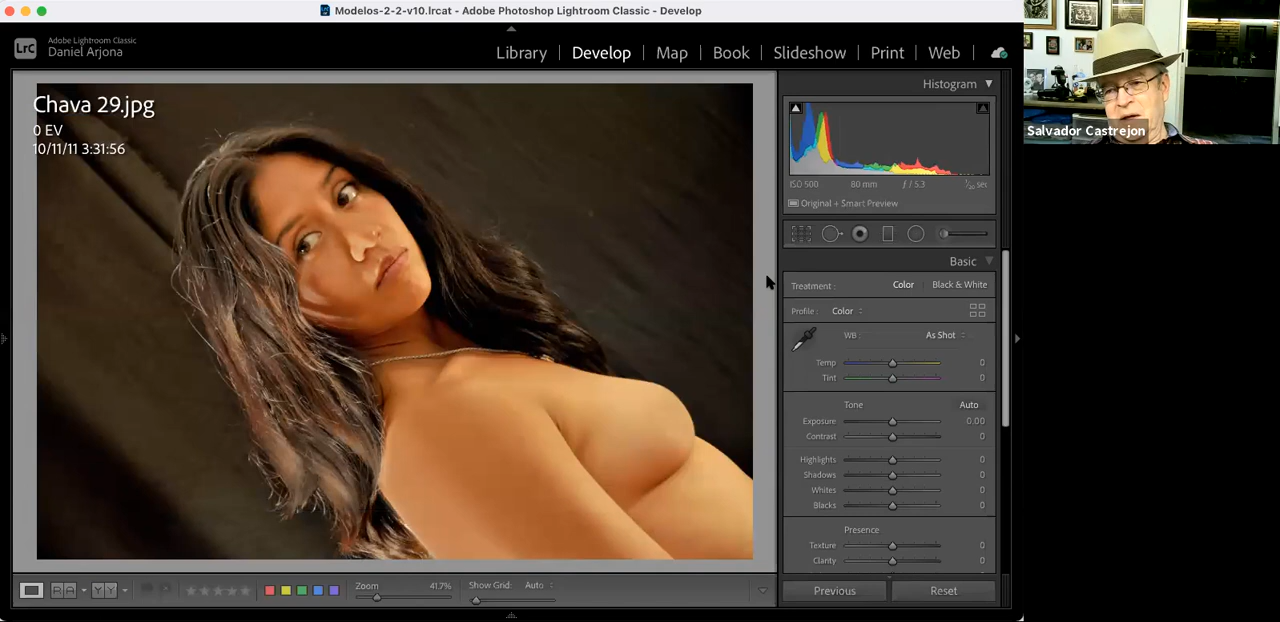 Modelos-2-2-v10.lrcat - Adobe Photoshop Lightroom Classic - Develop
LrC
Adobe Lightroom Classic
Daniel Arjona
Library | Develop | Map | Book | Slideshow | Print | Web
Chava 29.jpg
0 EV
10/11/11 3:31:56
Histogram
ISO 500 80 mm ƒ / 5.3 sec
Original + Smart Preview
Basic
Treatment : Color | Black & White
Profile : Color
WB : As Shot
Temp 0
Tint 0
Tone Auto
Exposure 0.00
Contrast 0
Highlights 0
Shadows 0
Whites 0
Blacks 0
Presence
Texture 0
Clarity 0
Previous Reset
Zoom 41.7% Show Grid: Auto
Salvador Castrejon